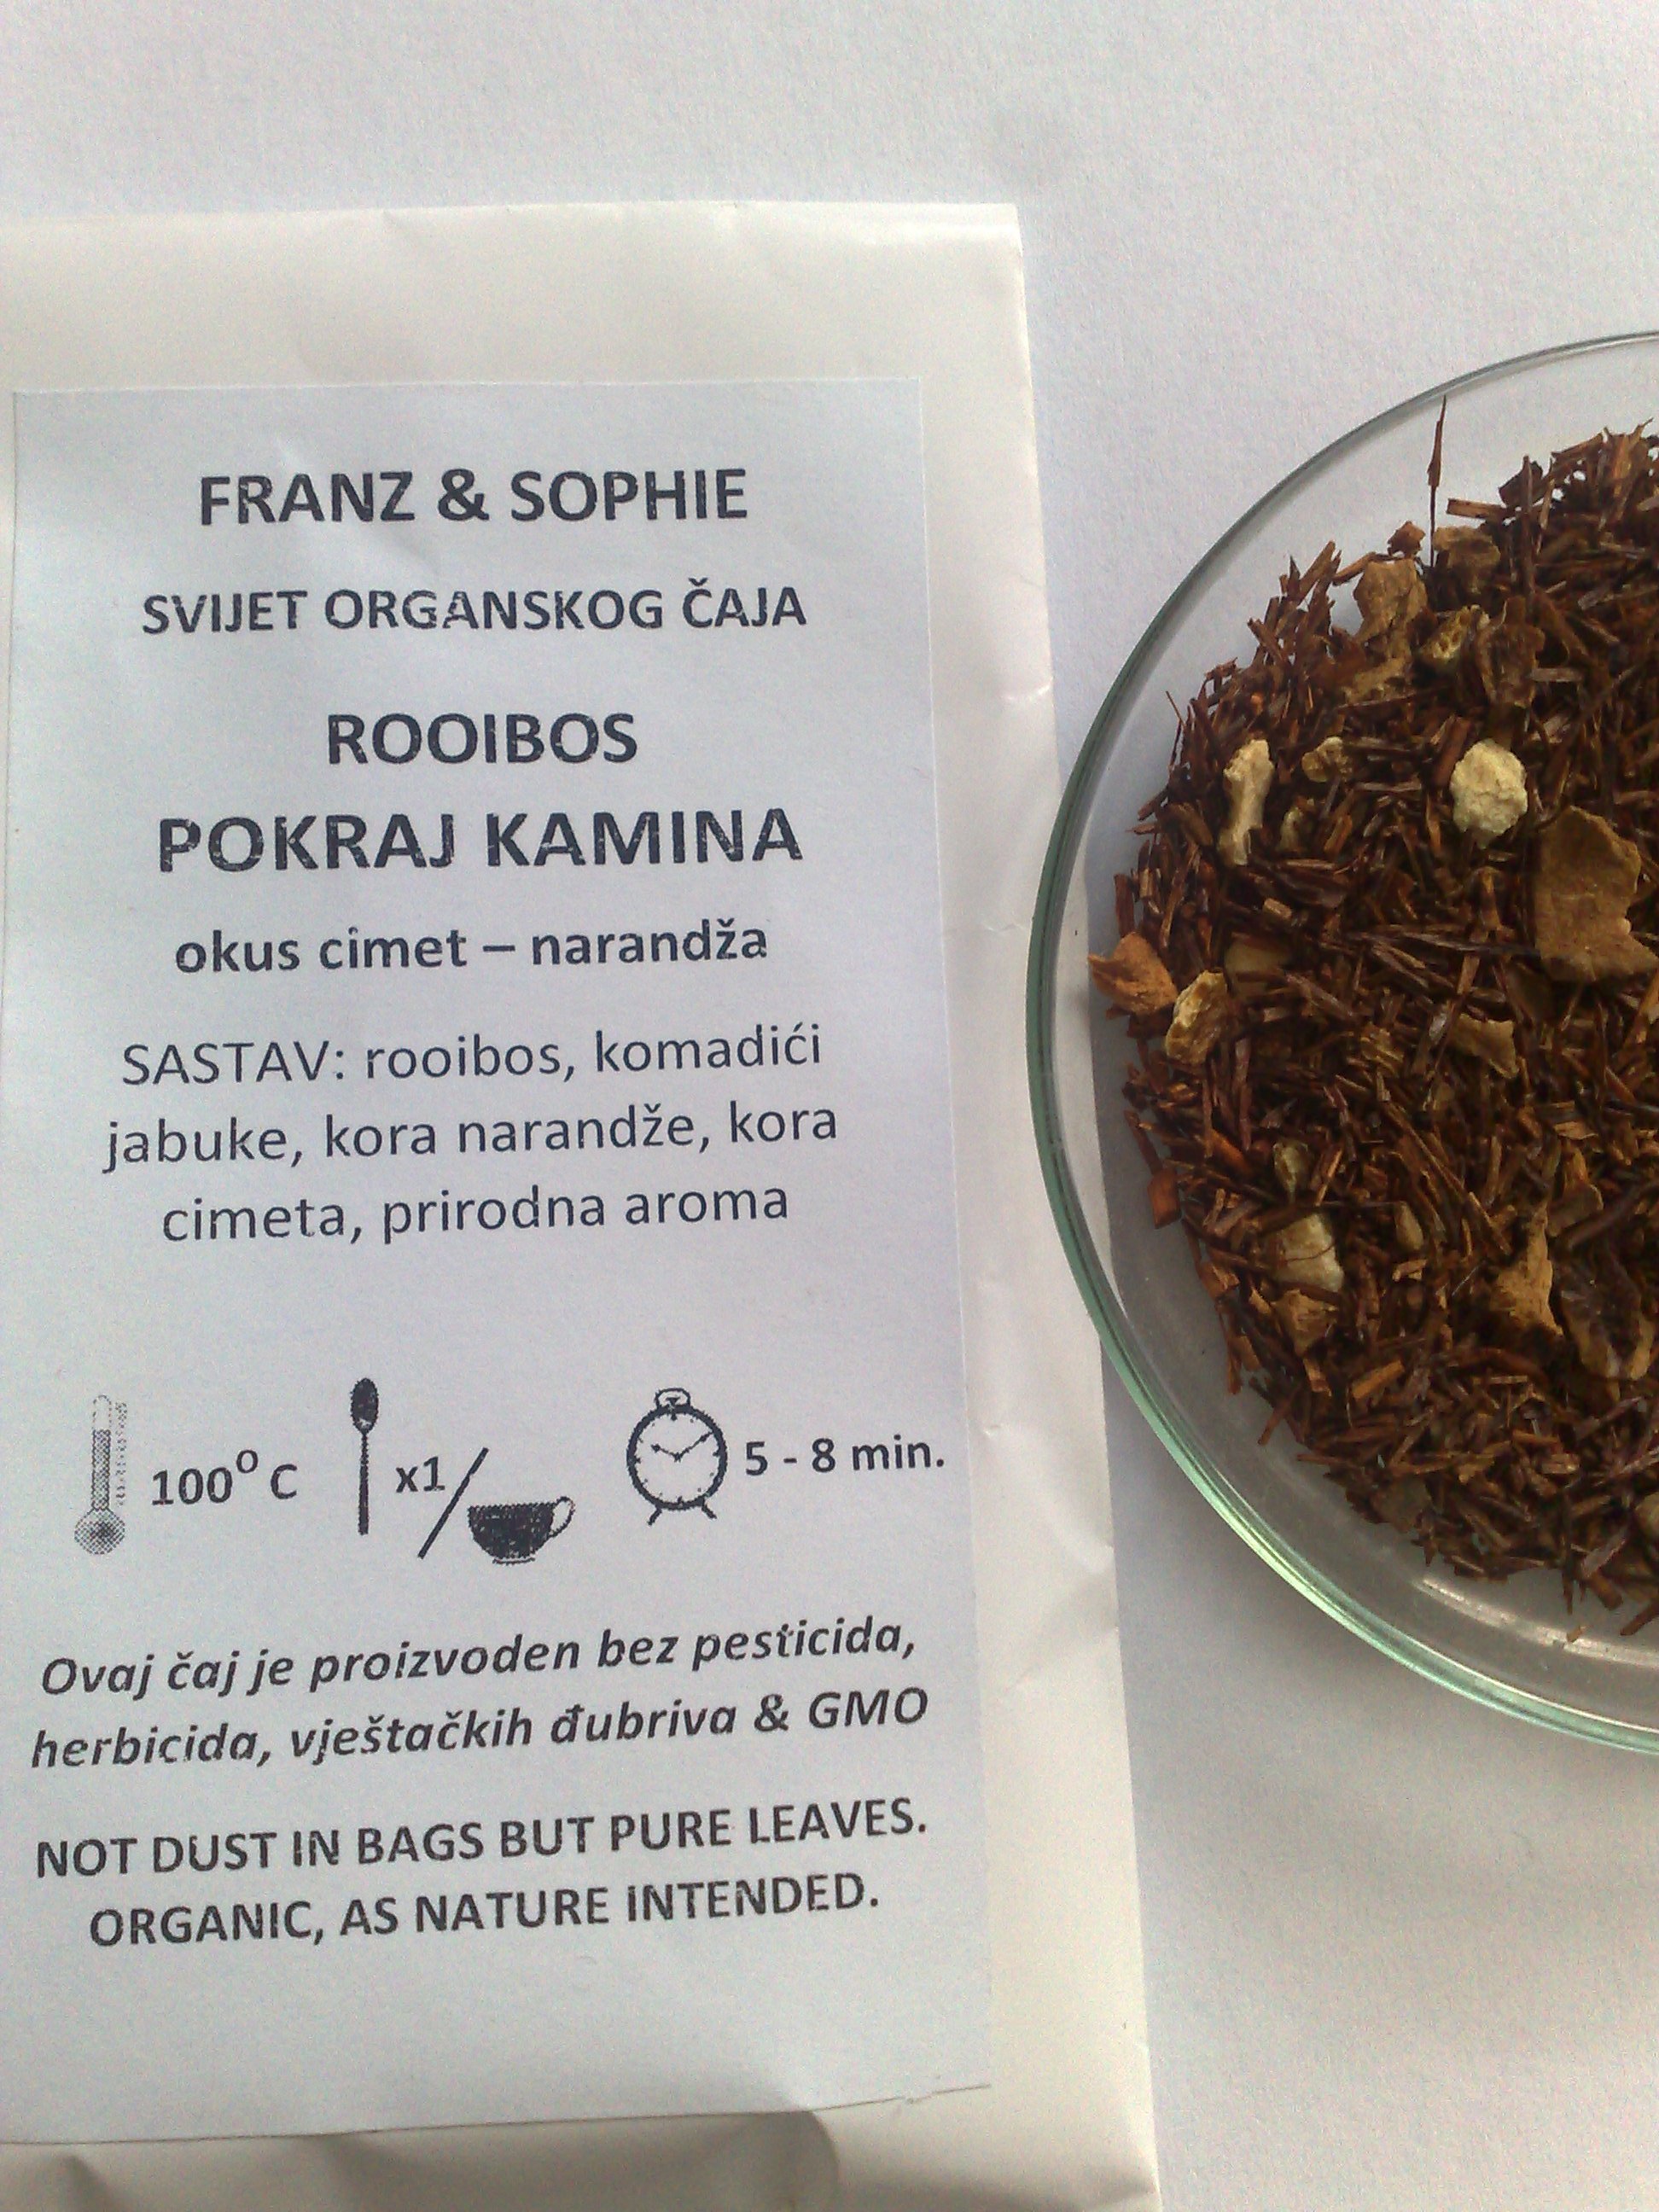 FRANZ & SOPHIE
SVIJET ORGANSKOG ČAJA
ROOIBOS
POKRAJ KAMINA
okus cimet – narandža
SASTAV: rooibos, komadići
jabuke, kora narandže, kora
cimeta, prirodna aroma
100° C x1/ 5 - 8 min.
Ovaj čaj je proizvoden bez pesticida,
herbicida, vještačkih đubriva & GMO
NOT DUST IN BAGS BUT PURE LEAVES.
ORGANIC, AS NATURE INTENDED.